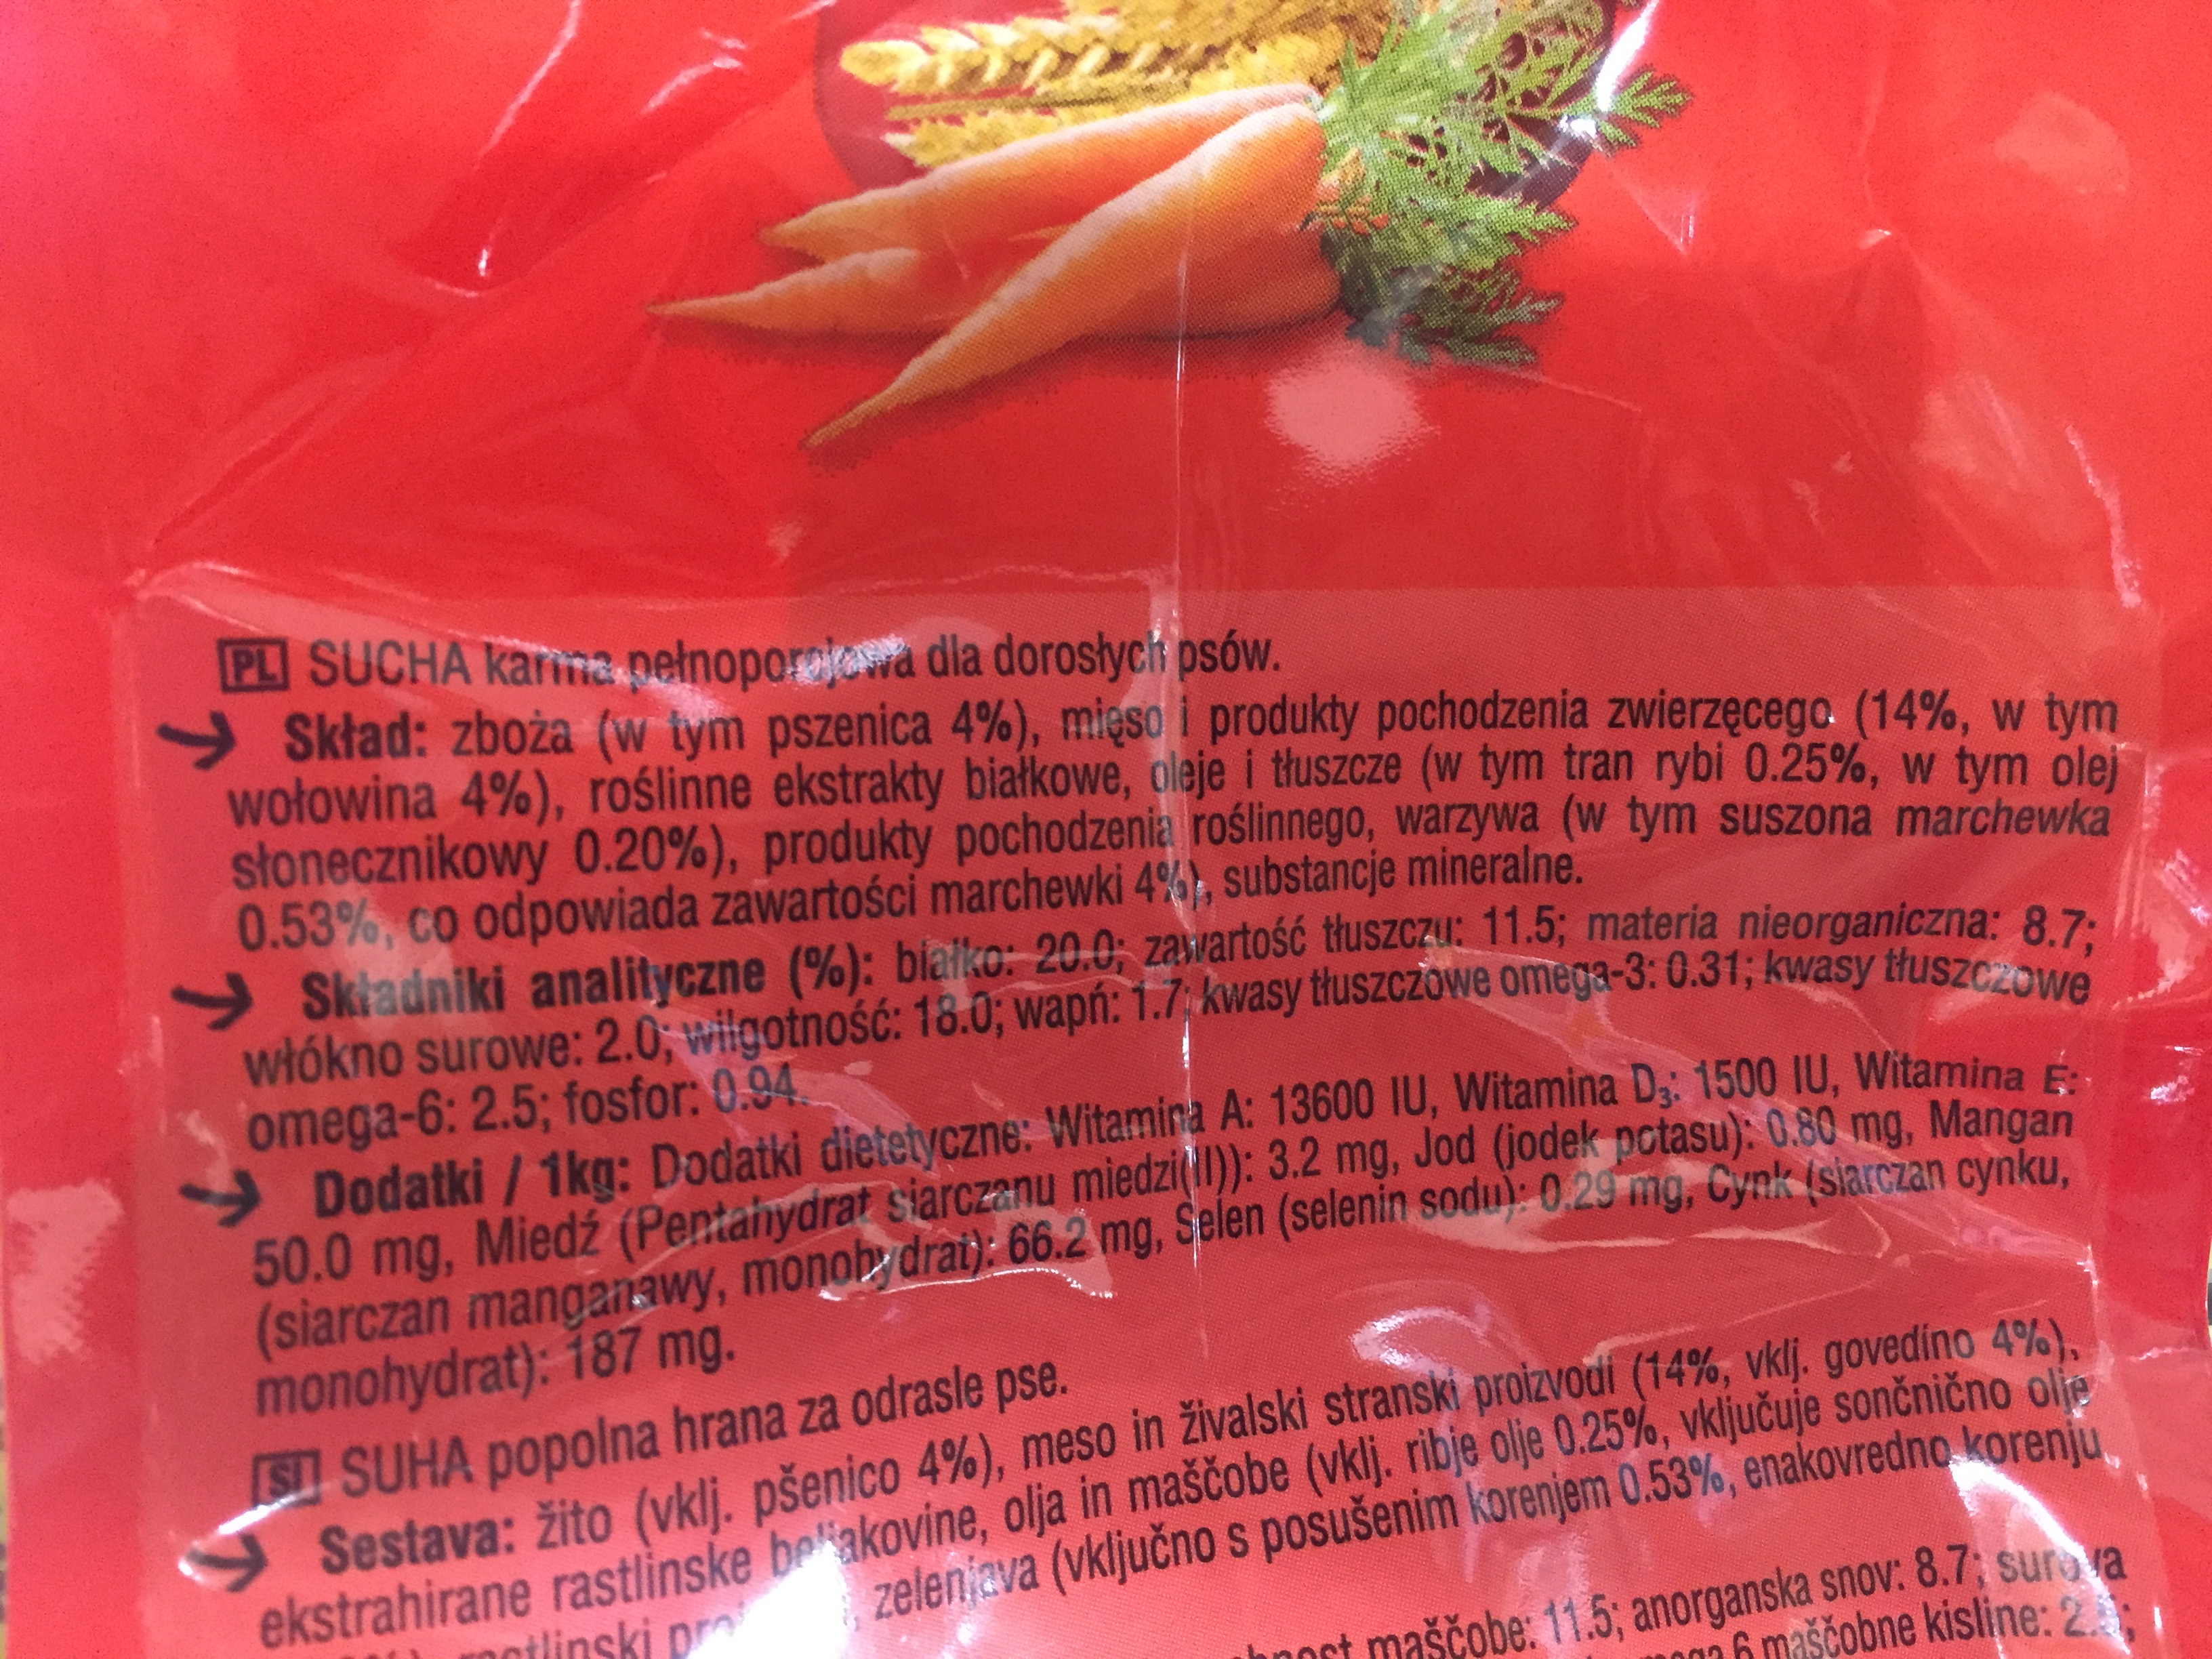 PL SUCHA karma pełnoporcjowa dla dorosłych psów.
→ Skład: zboża (w tym pszenica 4%), mięso i produkty pochodzenia zwierzęcego (14%, w tym
wołowina 4%), roślinne ekstrakty białkowe, oleje i tłuszcze (w tym tran rybi 0.25%, w tym olej
słonecznikowy 0.20%), produkty pochodzenia roślinnego, warzywa (w tym suszona marchewka
0.53%, co odpowiada zawartości marchewki 4%), substancje mineralne.
→ Składniki analityczne (%): białko: 20.0; zawartość tłuszczu: 11.5; materia nieorganiczna: 8.7;
włókno surowe: 2.0; wilgotność: 18.0; wapń: 1.7; kwasy tłuszczowe omega-3: 0.31; kwasy tłuszczowe
omega-6: 2.5; fosfor: 0.94.
→ Dodatki / 1kg: Dodatki dietetyczne: Witamina A: 13600 IU, Witamina D₃: 1500 IU, Witamina E:
50.0 mg, Miedź (Pentahydrat siarczanu miedzi(II)): 3.2 mg, Jod (jodek potasu): 0.80 mg, Mangan
(siarczan manganawy, monohydrat): 66.2 mg, Selen (selenin sodu): 0.29 mg, Cynk (siarczan cynku,
monohydrat): 187 mg.
SI SUHA popolna hrana za odrasle pse.
→ Sestava: žito (vklj. pšenico 4%), meso in živalski stranski proizvodi (14%, vklj. govedino 4%),
ekstrahirane rastlinske beljakovine, olja in maščobe (vklj. ribje olje 0.25%, vključuje sončnično olje
rastlinski zelenjava (vključno s posušenim korenjem 0.53%, enakovredno korenju
maščobe: 11.5; anorganska snov: 8.7; surova
maščobne kisline: